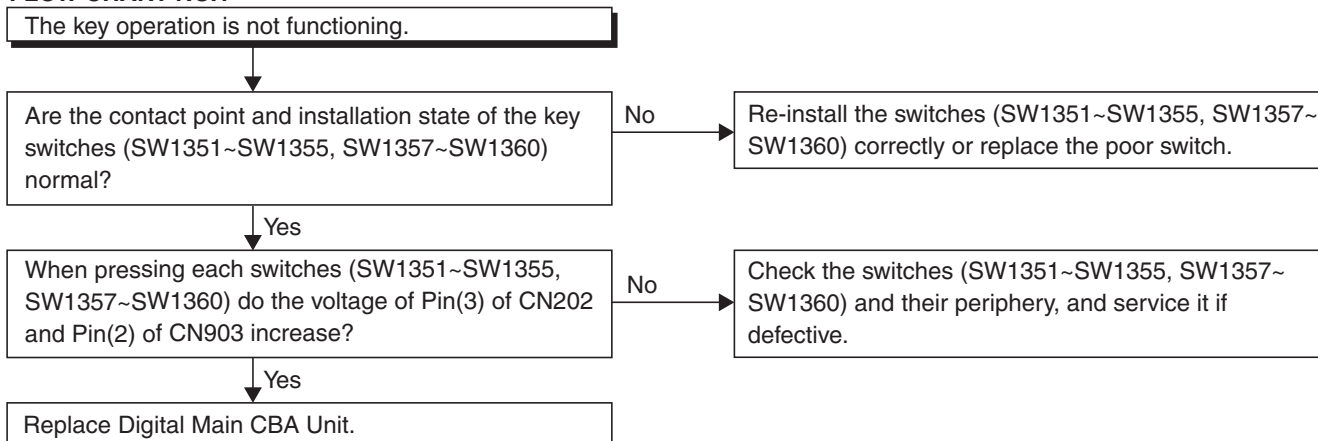 The key operation is not functioning.
Are the contact point and installation state of the key
switches (SW1351~SW1355, SW1357~SW1360)
normal?
No
Re-install the switches (SW1351~SW1355, SW1357~
SW1360) correctly or replace the poor switch.
Yes
When pressing each switches (SW1351~SW1355,
SW1357~SW1360) do the voltage of Pin(3) of CN202
and Pin(2) of CN903 increase?
No
Check the switches (SW1351~SW1355, SW1357~
SW1360) and their periphery, and service it if
defective.
Yes
Replace Digital Main CBA Unit.